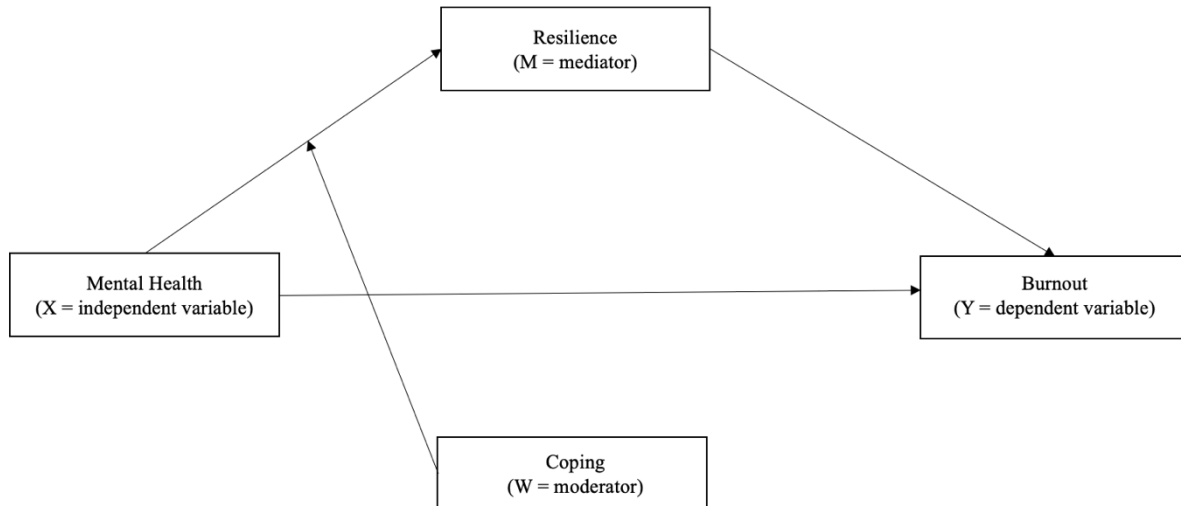 Resilience
(M = mediator)
Mental Health
(X = independent variable)
Burnout
(Y = dependent variable)
Coping
(W = moderator)